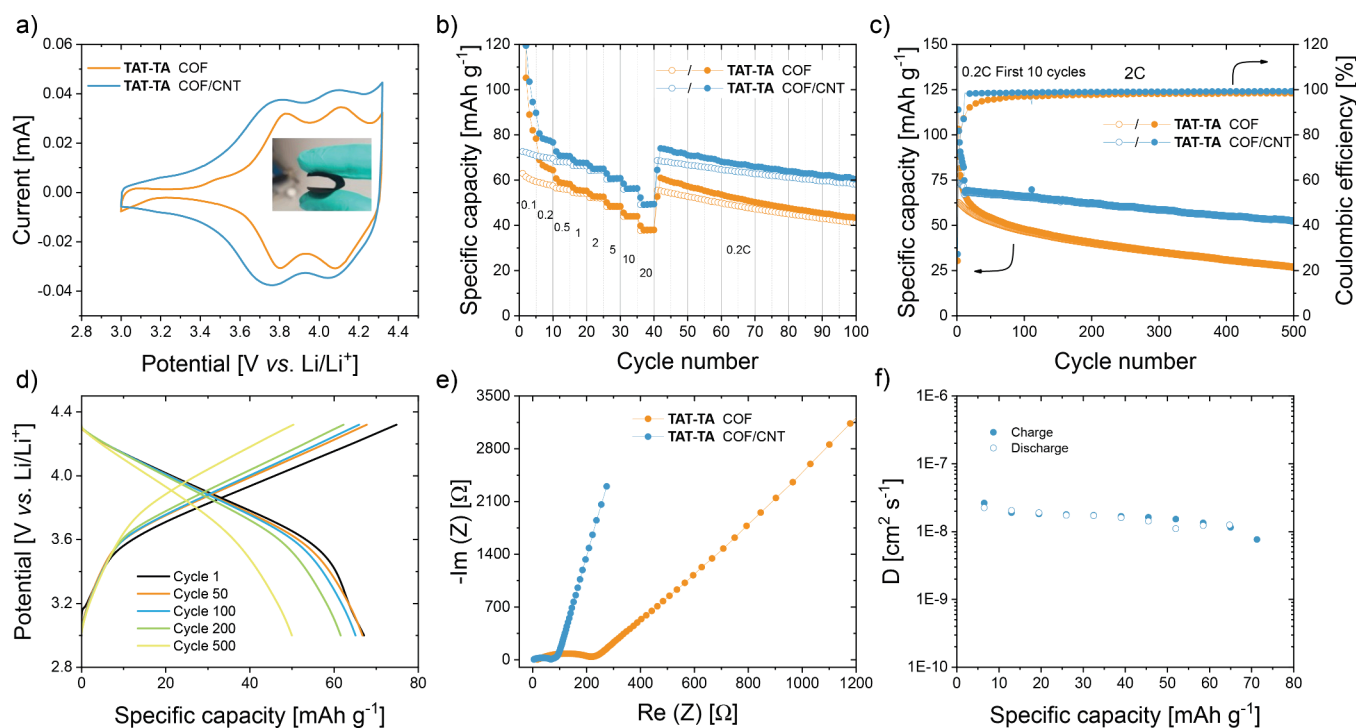 a)
Current [mA]
0.06
0.04
0.02
0.00
-0.02
-0.04
TAT-TA COF
TAT-TA COF/CNT
2.8 3.0 3.2 3.4 3.6 3.8 4.0 4.2 4.4
Potential [V vs. Li/Li⁺]
b)
Specific capacity [mAh g⁻¹]
120
100
80
60
40
20
0
/ TAT-TA COF
/ TAT-TA COF/CNT
0.1
0.2
0.5
1
2
5
10
20
0.2C
0 10 20 30 40 50 60 70 80 90 100
Cycle number
c)
Specific capacity [mAh g⁻¹]
150
125
100
75
50
25
0
0.2C First 10 cycles
2C
/ TAT-TA COF
/ TAT-TA COF/CNT
120
100
80
60
40
20
0
Coulombic efficiency [%]
0 100 200 300 400 500
Cycle number
d)
Potential [V vs. Li/Li⁺]
4.4
4.0
3.6
3.2
2.8
Cycle 1
Cycle 50
Cycle 100
Cycle 200
Cycle 500
0 20 40 60 80
Specific capacity [mAh g⁻¹]
e)
-Im (Z) [Ω]
3500
2800
2100
1400
700
0
TAT-TA COF
TAT-TA COF/CNT
0 200 400 600 800 1000 1200
Re (Z) [Ω]
f)
D [cm² s⁻¹]
1E-6
1E-7
1E-8
1E-9
1E-10
Charge
Discharge
0 10 20 30 40 50 60 70 80
Specific capacity [mAh g⁻¹]